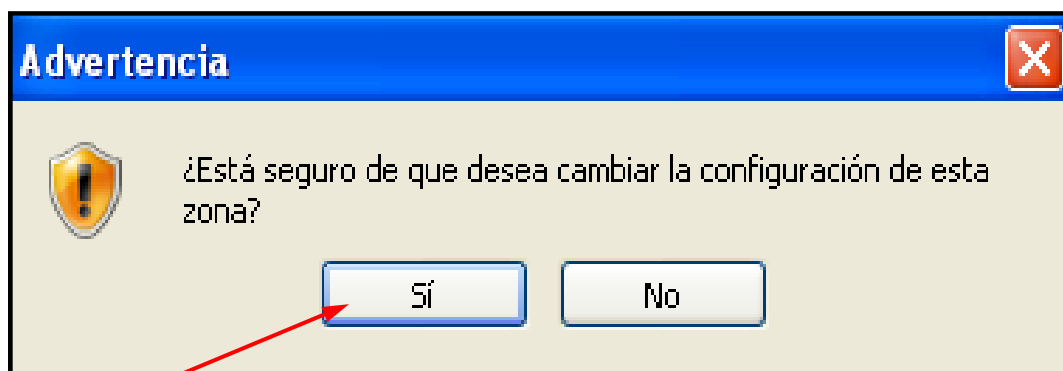 Advertencia
¿Está seguro de que desea cambiar la configuración de esta
zona?
Sí
No